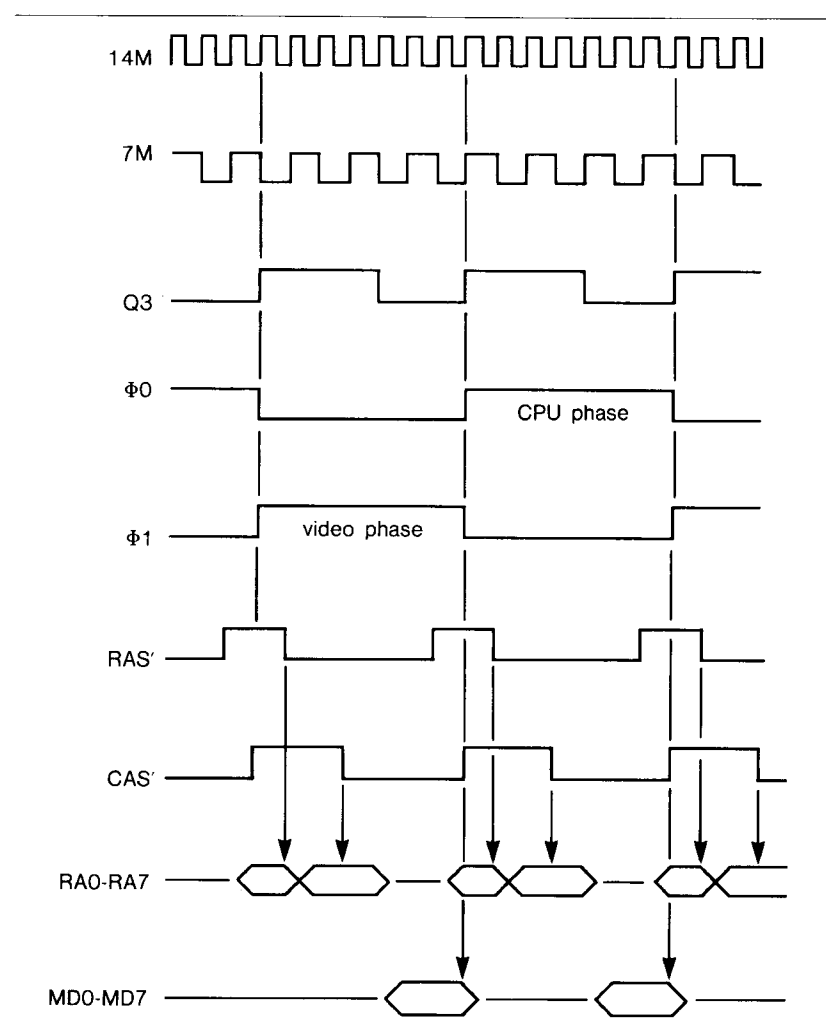 14M
7M
Q3
Φ0
CPU phase
Φ1
video phase
RAS′
CAS′
RA0-RA7
MD0-MD7